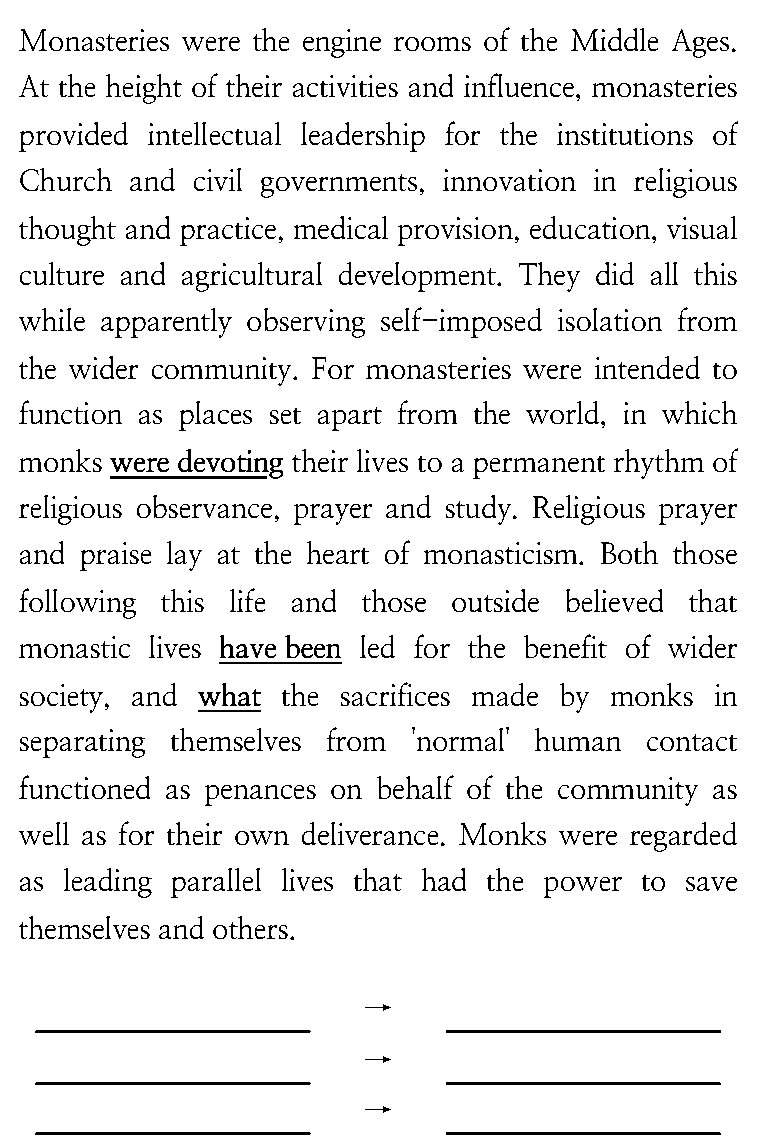 Monasteries were the engine rooms of the Middle Ages.
At the height of their activities and influence, monasteries
provided intellectual leadership for the institutions of
Church and civil governments, innovation in religious
thought and practice, medical provision, education, visual
culture and agricultural development. They did all this
while apparently observing self-imposed isolation from
the wider community. For monasteries were intended to
function as places set apart from the world, in which
monks were devoting their lives to a permanent rhythm of
religious observance, prayer and study. Religious prayer
and praise lay at the heart of monasticism. Both those
following this life and those outside believed that
monastic lives have been led for the benefit of wider
society, and what the sacrifices made by monks in
separating themselves from 'normal' human contact
functioned as penances on behalf of the community as
well as for their own deliverance. Monks were regarded
as leading parallel lives that had the power to save
themselves and others.
→
→
→